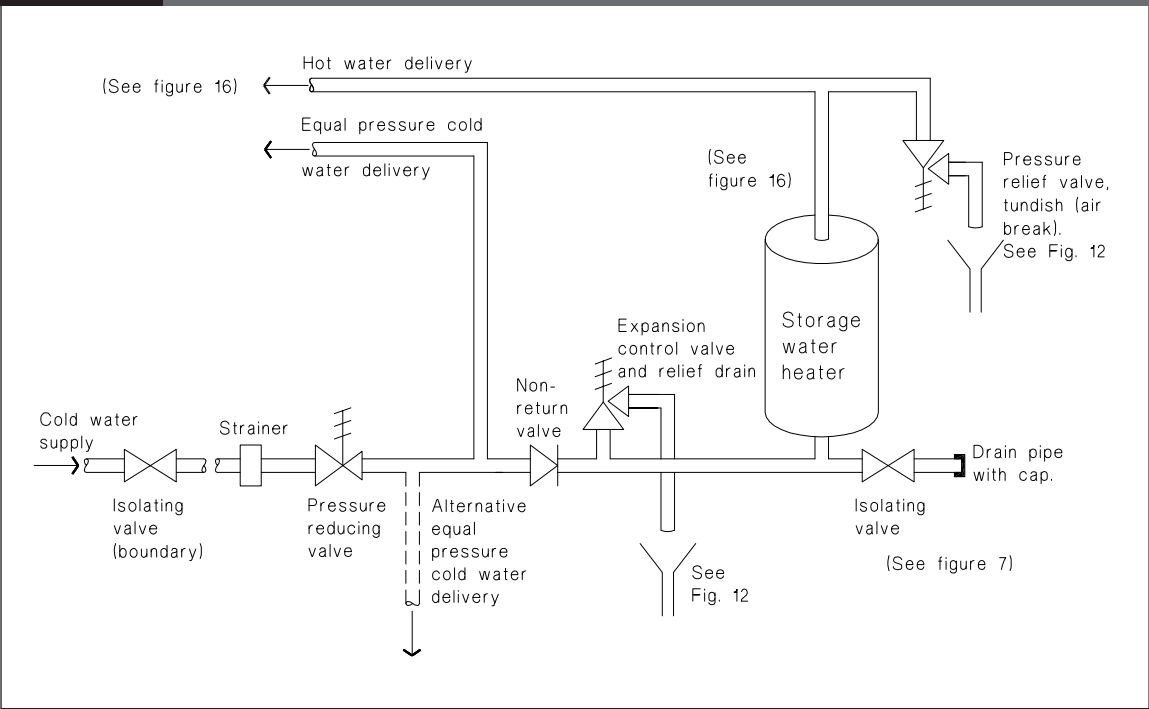 Hot water delivery
(See figure 16)
Equal pressure cold
water delivery
(See
figure 16)
Pressure
relief valve,
tundish (air
break).
See Fig. 12
Storage
water
heater
Expansion
control valve
and relief drain
Non-
return
valve
Cold water
supply
Strainer
Drain pipe
with cap.
Isolating
valve
(boundary)
Pressure
reducing
valve
Alternative
equal
pressure
cold water
delivery
Isolating
valve
(See figure 7)
See
Fig. 12